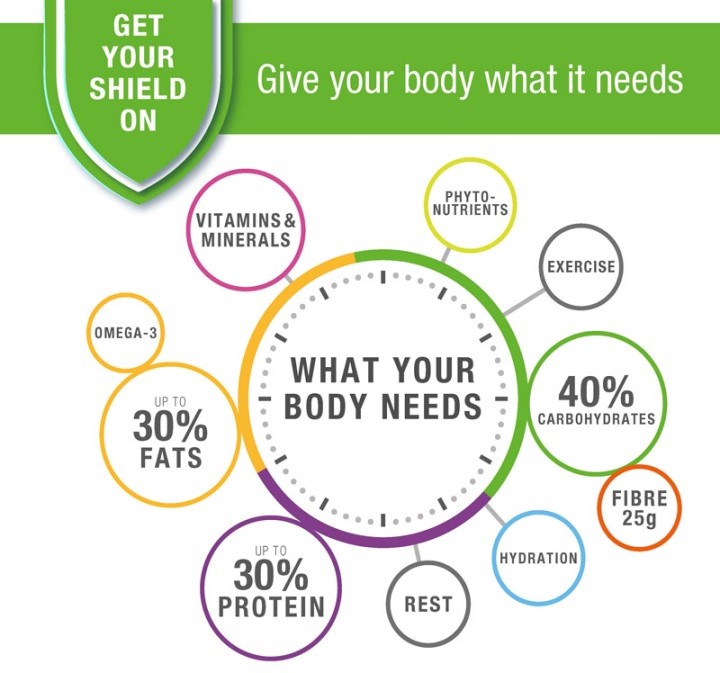 GET
YOUR
SHIELD
ON
Give your body what it needs
VITAMINS &
MINERALS
PHYTO-
NUTRIENTS
EXERCISE
OMEGA-3
UP TO
30%
FATS
WHAT YOUR
BODY NEEDS
40%
CARBOHYDRATES
FIBRE
25g
UP TO
30%
PROTEIN
REST
HYDRATION